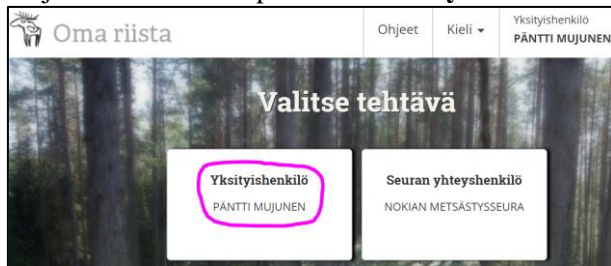 Oma riista
Ohjeet
Kieli
Yksityishenkilö
PÄNTTI MUJUNEN
Valitse tehtävä
Yksityishenkilö
PÄNTTI MUJUNEN
Seuran yhteyshenkilö
NOKIAN METSÄSTYSSEURA